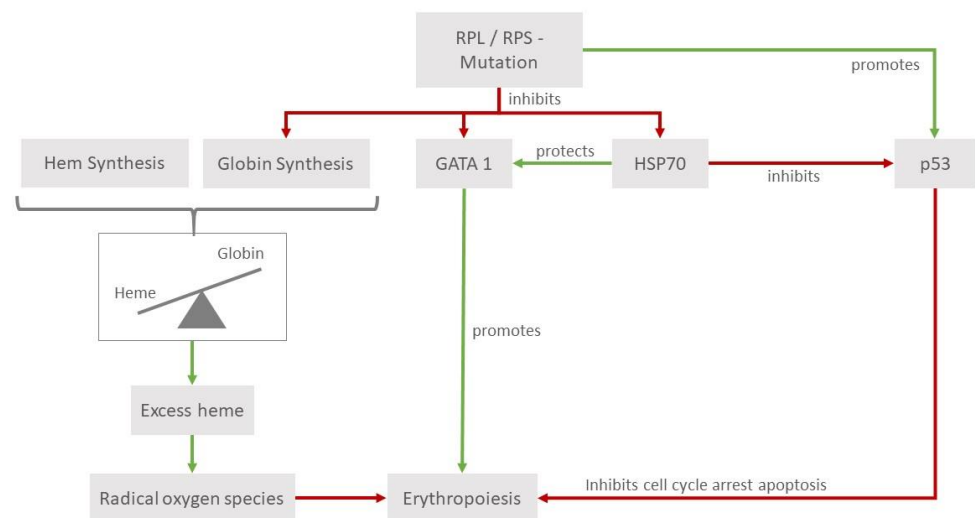 RPL / RPS -
Mutation
promotes
inhibits
Hem Synthesis
Globin Synthesis
GATA 1
protects
HSP70
inhibits
p53
Globin
Heme
promotes
Excess heme
Radical oxygen species
Erythropoiesis
Inhibits cell cycle arrest apoptosis